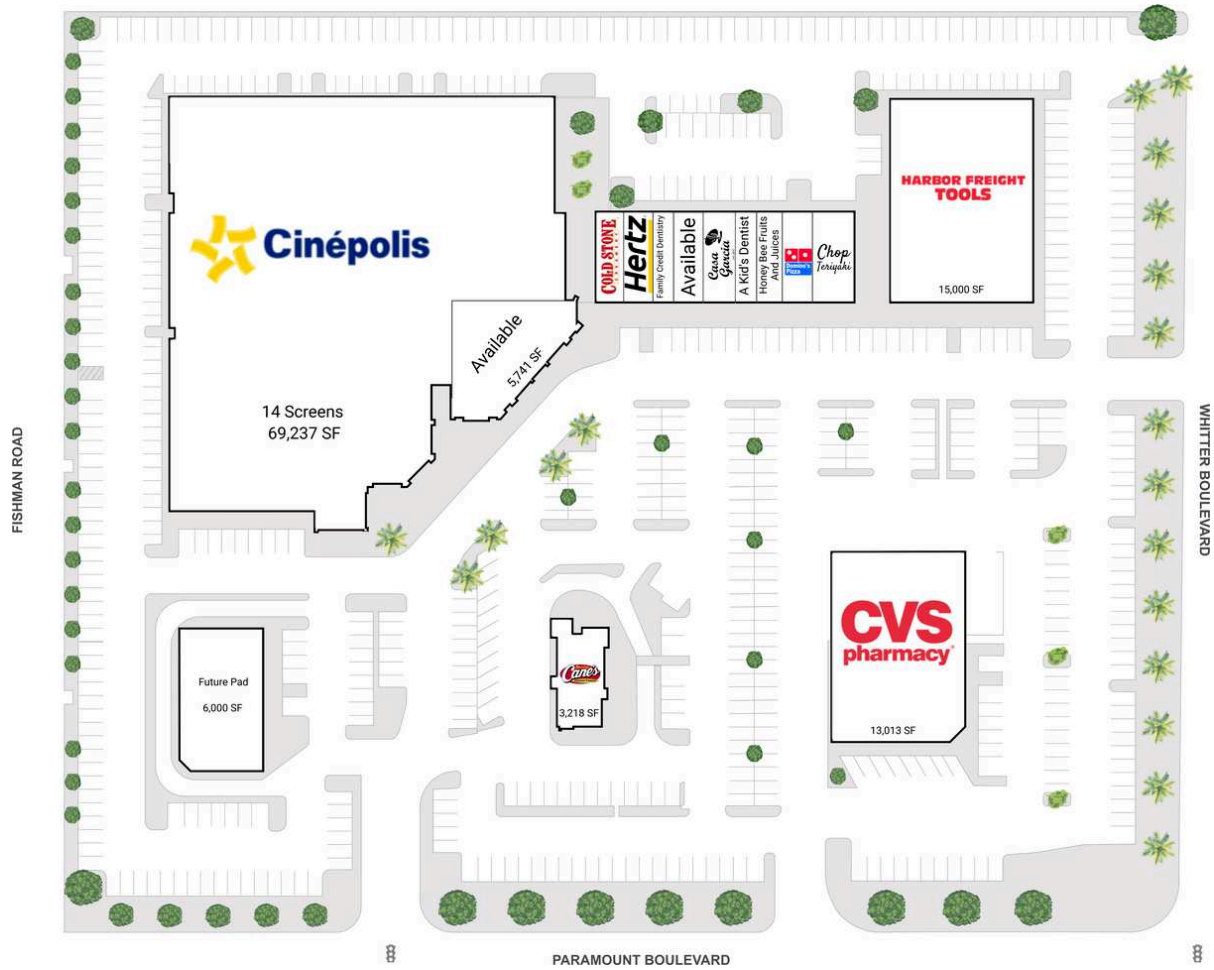 Cinépolis
14 Screens
69,237 SF
Available
5,741 SF
COLD STONE
Hertz
Family Credit Dentistry
Available
Casa
Garcia
A Kid's Dentist
Honey Bee Fruits
And Juices
Domino's
Pizza
Chop
Teriyaki
HARBOR FREIGHT
TOOLS
15,000 SF
FISHMAN ROAD
WHITTER BOULEVARD
Future Pad
6,000 SF
Cane's
3,218 SF
CVS
pharmacy
13,013 SF
PARAMOUNT BOULEVARD